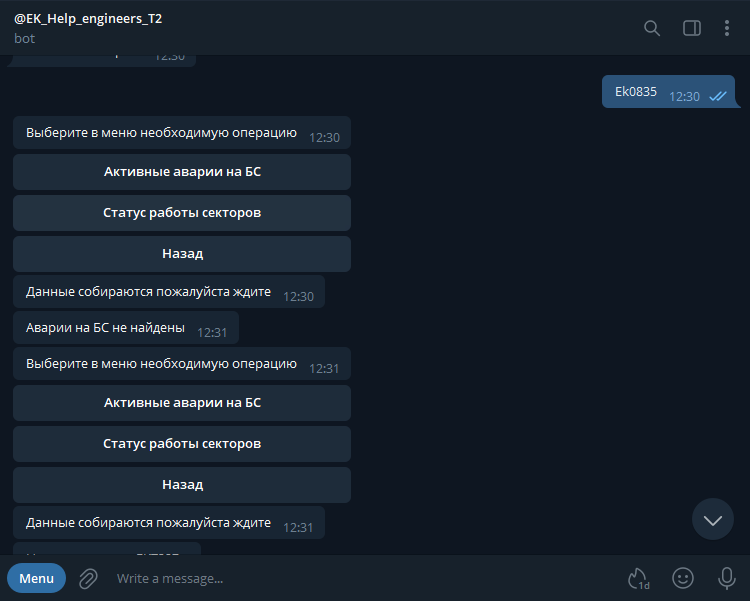 @EK_Help_engineers_T2
bot
12:30
Ek0835 12:30
Выберите в меню необходимую операцию 12:30
Активные аварии на БС
Статус работы секторов
Назад
Данные собираются пожалуйста ждите 12:30
Аварии на БС не найдены 12:31
Выберите в меню необходимую операцию 12:31
Активные аварии на БС
Статус работы секторов
Назад
Данные собираются пожалуйста ждите 12:31
Menu Write a message... 1d